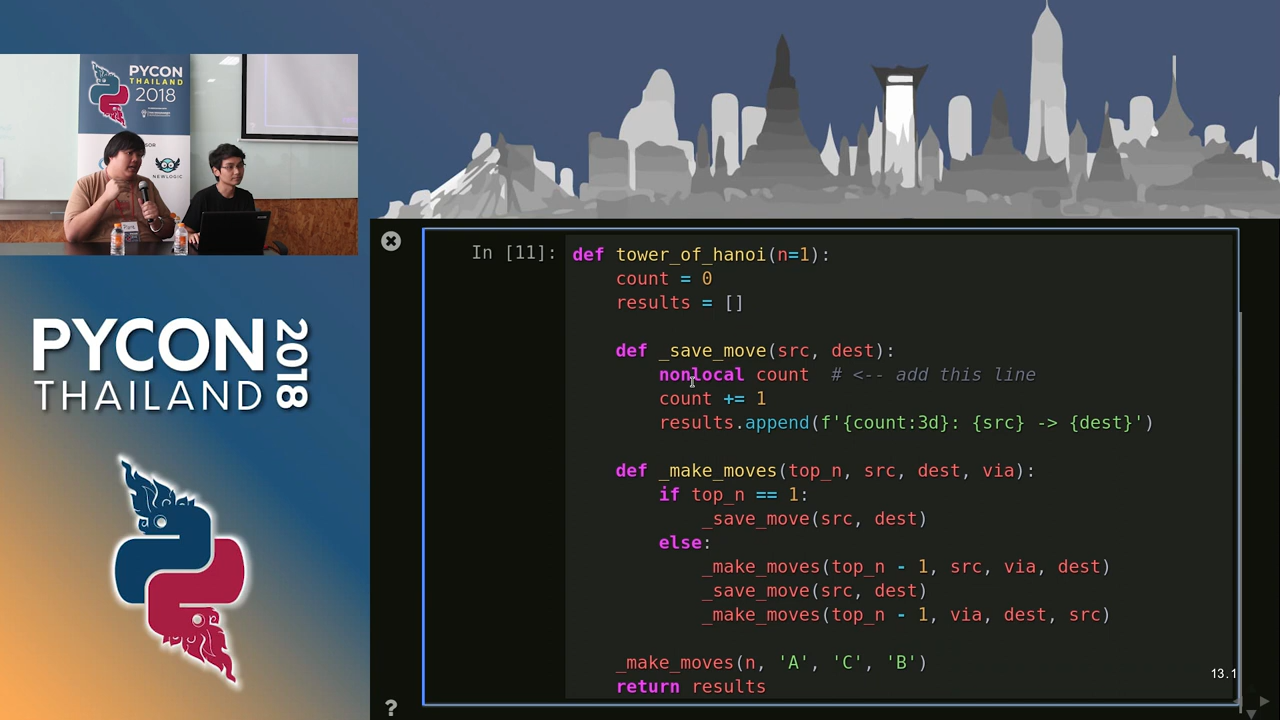 PYCON
THAILAND
2018
NEWLOGIC
PYCON
THAILAND
2018
In [11]:
def tower_of_hanoi(n=1):
    count = 0
    results = []
    def _save_move(src, dest):
        nonlocal count  # <-- add this line
        count += 1
        results.append(f'{count:3d}: {src} -> {dest}')
    def _make_moves(top_n, src, dest, via):
        if top_n == 1:
            _save_move(src, dest)
        else:
            _make_moves(top_n - 1, src, via, dest)
            _save_move(src, dest)
            _make_moves(top_n - 1, via, dest, src)
    _make_moves(n, 'A', 'C', 'B')
    return results
13.1
?